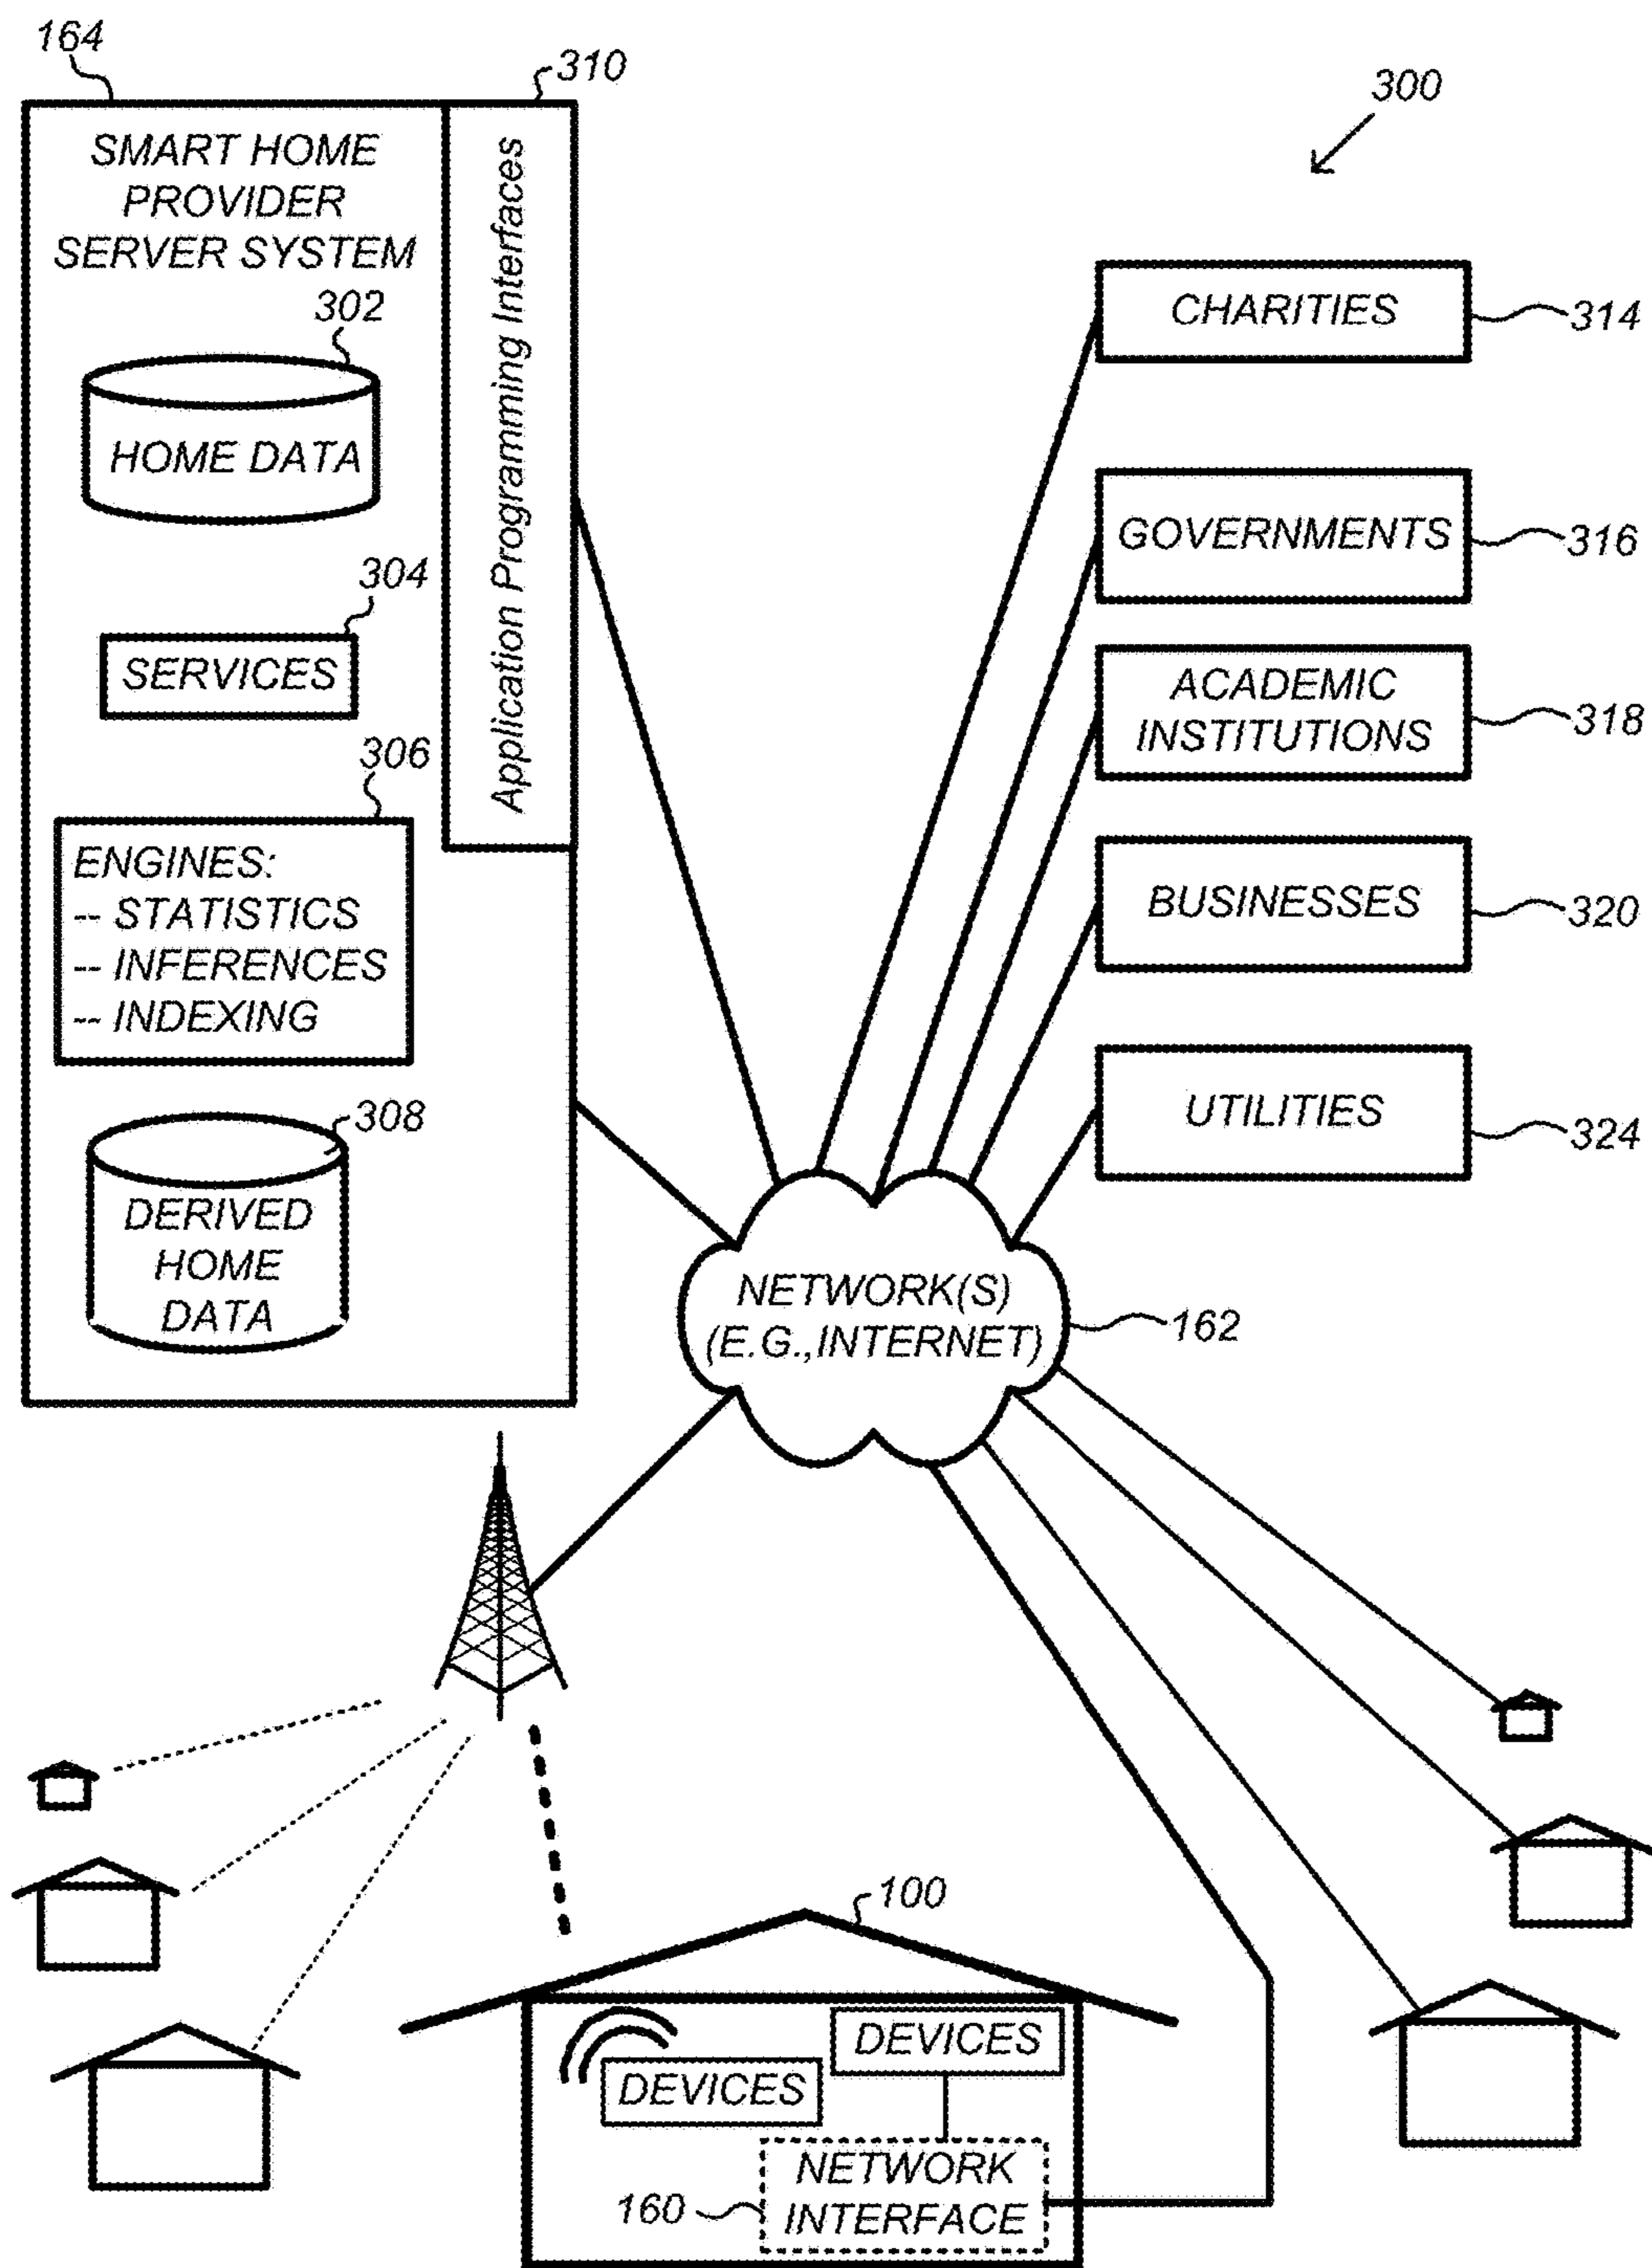 164
310
300
SMART HOME
PROVIDER
SERVER SYSTEM
Application Programming Interfaces
302
HOME DATA
304
SERVICES
306
ENGINES:
-- STATISTICS
-- INFERENCES
-- INDEXING
308
DERIVED
HOME
DATA
CHARITIES
314
GOVERNMENTS
316
ACADEMIC
INSTITUTIONS
318
BUSINESSES
320
UTILITIES
324
NETWORK(S)
(E.G.,INTERNET)
162
100
DEVICES
DEVICES
NETWORK
INTERFACE
160